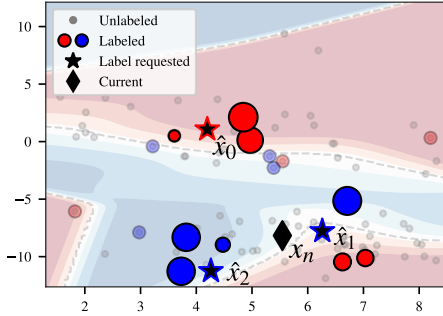 10
5
0
−5
−10
2
3
4
5
6
7
8
Unlabeled
Labeled
Label requested
Current
x̂₀
x̂₁
xₙ
x̂₂